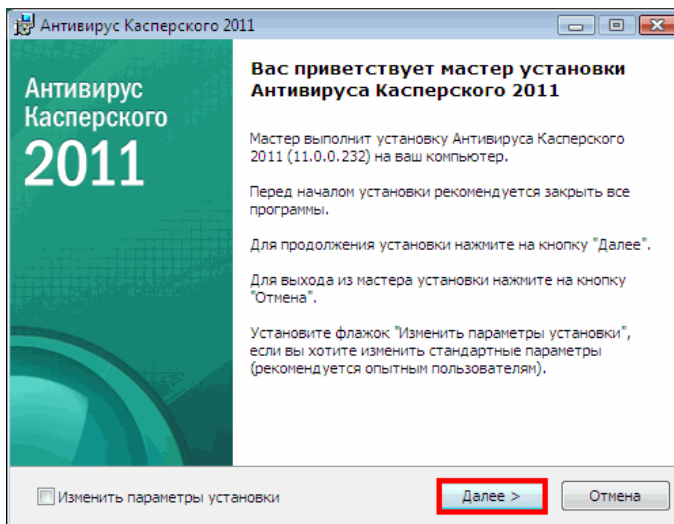 Антивирус Касперского 2011
Антивирус
Касперского
2011
Вас приветствует мастер установки
Антивируса Касперского 2011
Мастер выполнит установку Антивируса Касперского
2011 (11.0.0.232) на ваш компьютер.
Перед началом установки рекомендуется закрыть все
программы.
Для продолжения установки нажмите на кнопку "Далее".
Для выхода из мастера установки нажмите на кнопку
"Отмена".
Установите флажок "Изменить параметры установки",
если вы хотите изменить стандартные параметры
(рекомендуется опытным пользователям).
Изменить параметры установки
Далее >
Отмена